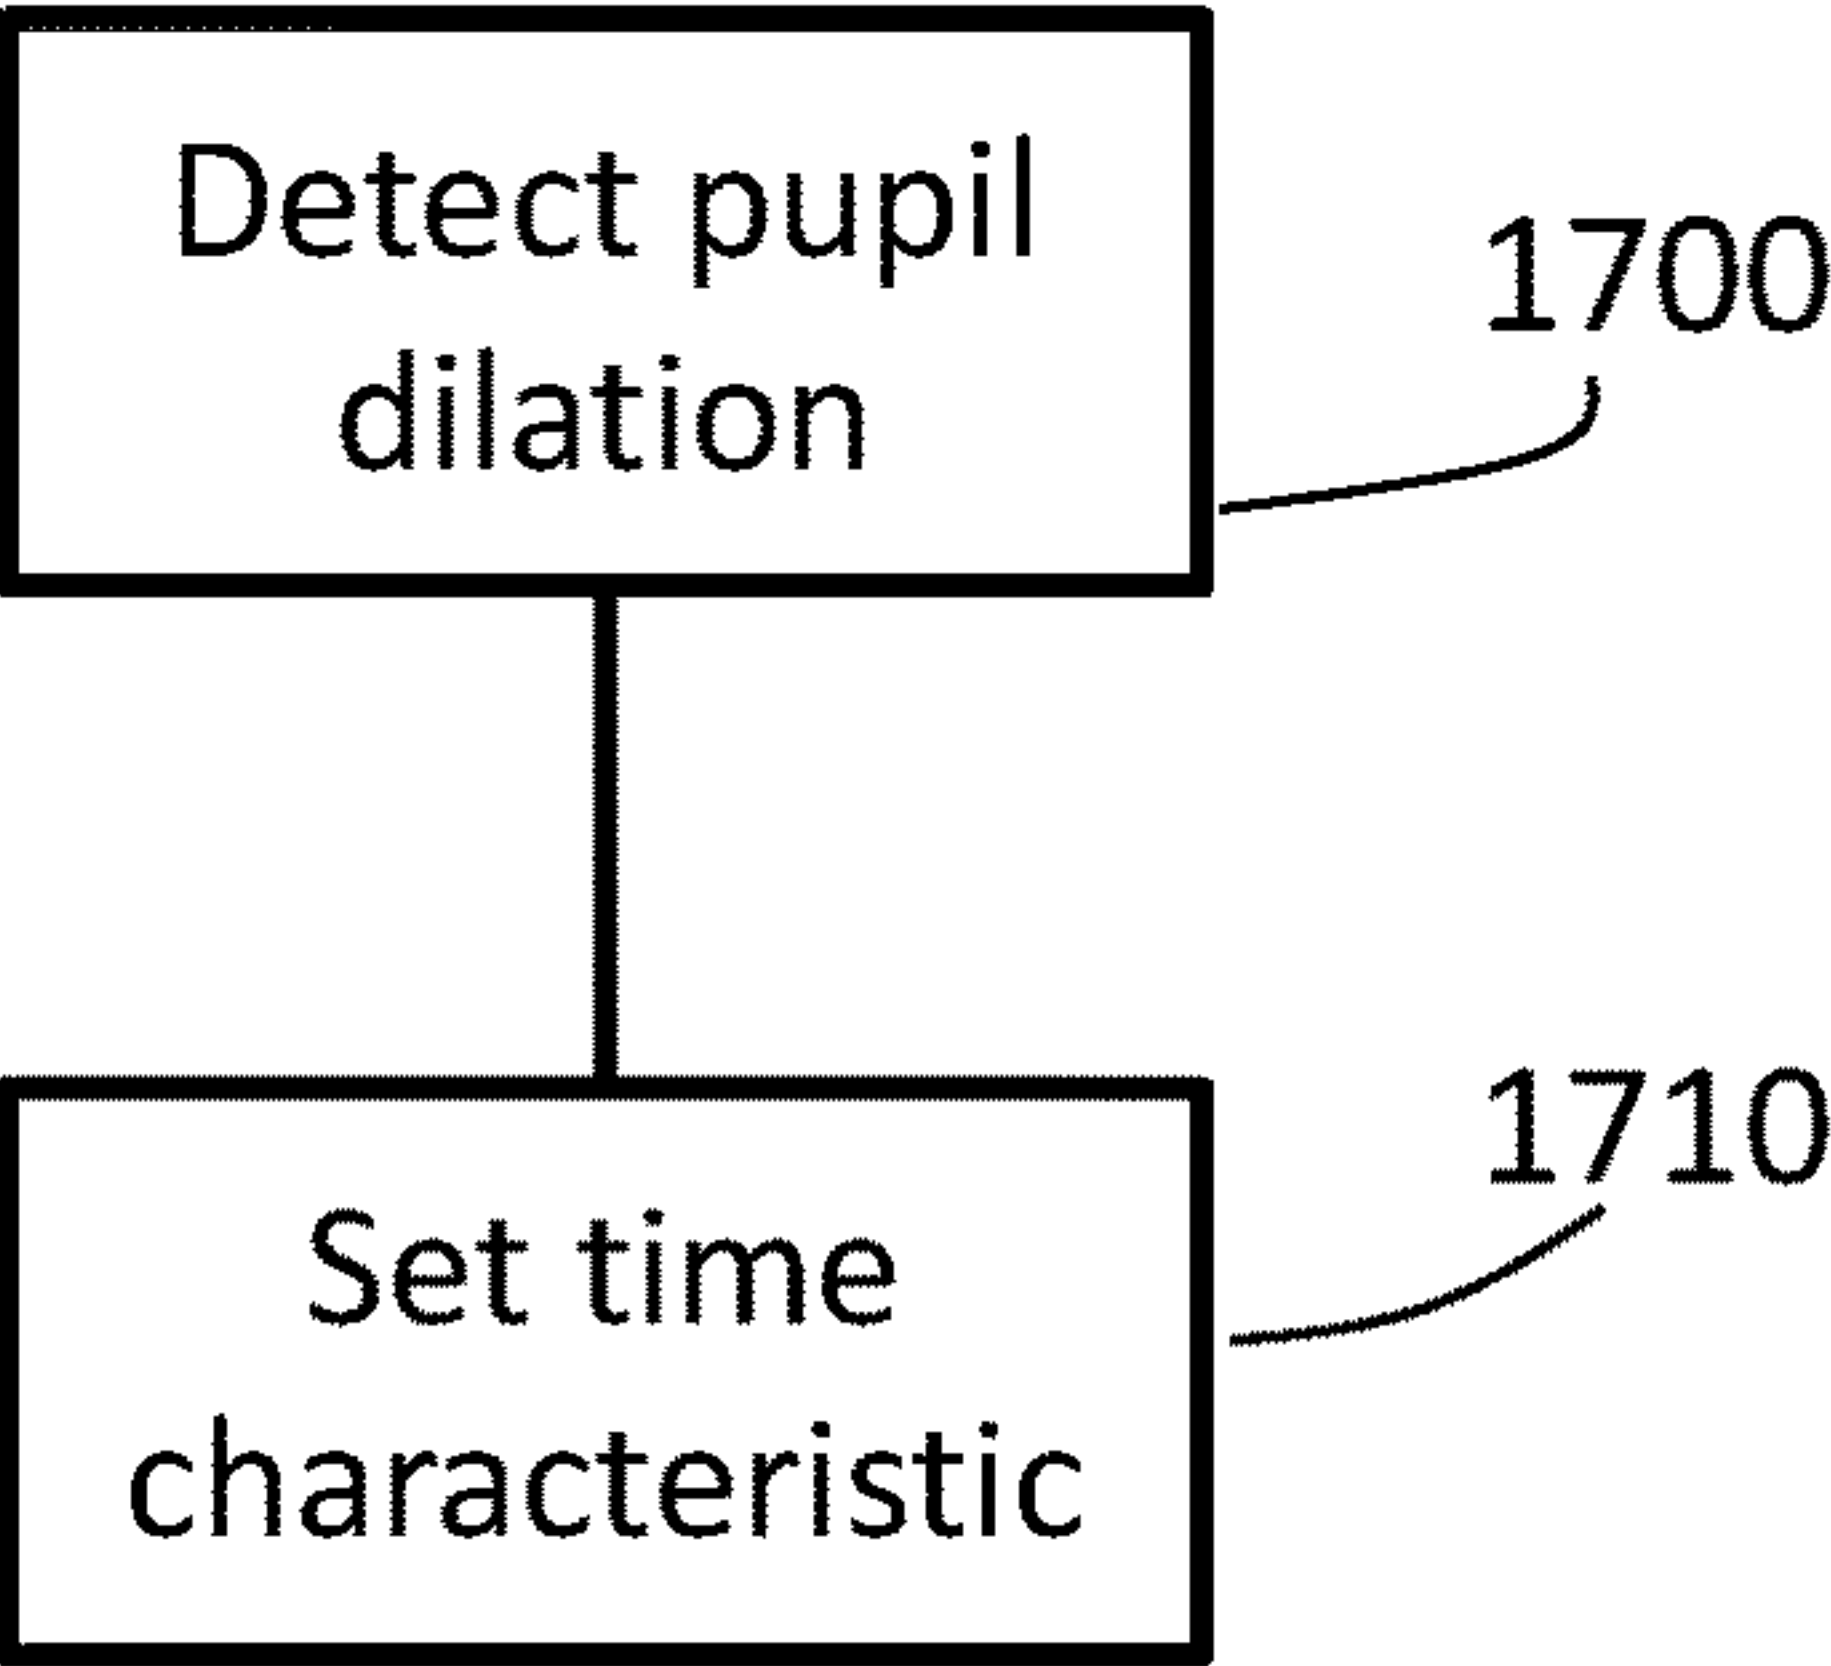 Detect pupil
dilation
1700
Set time
characteristic
1710